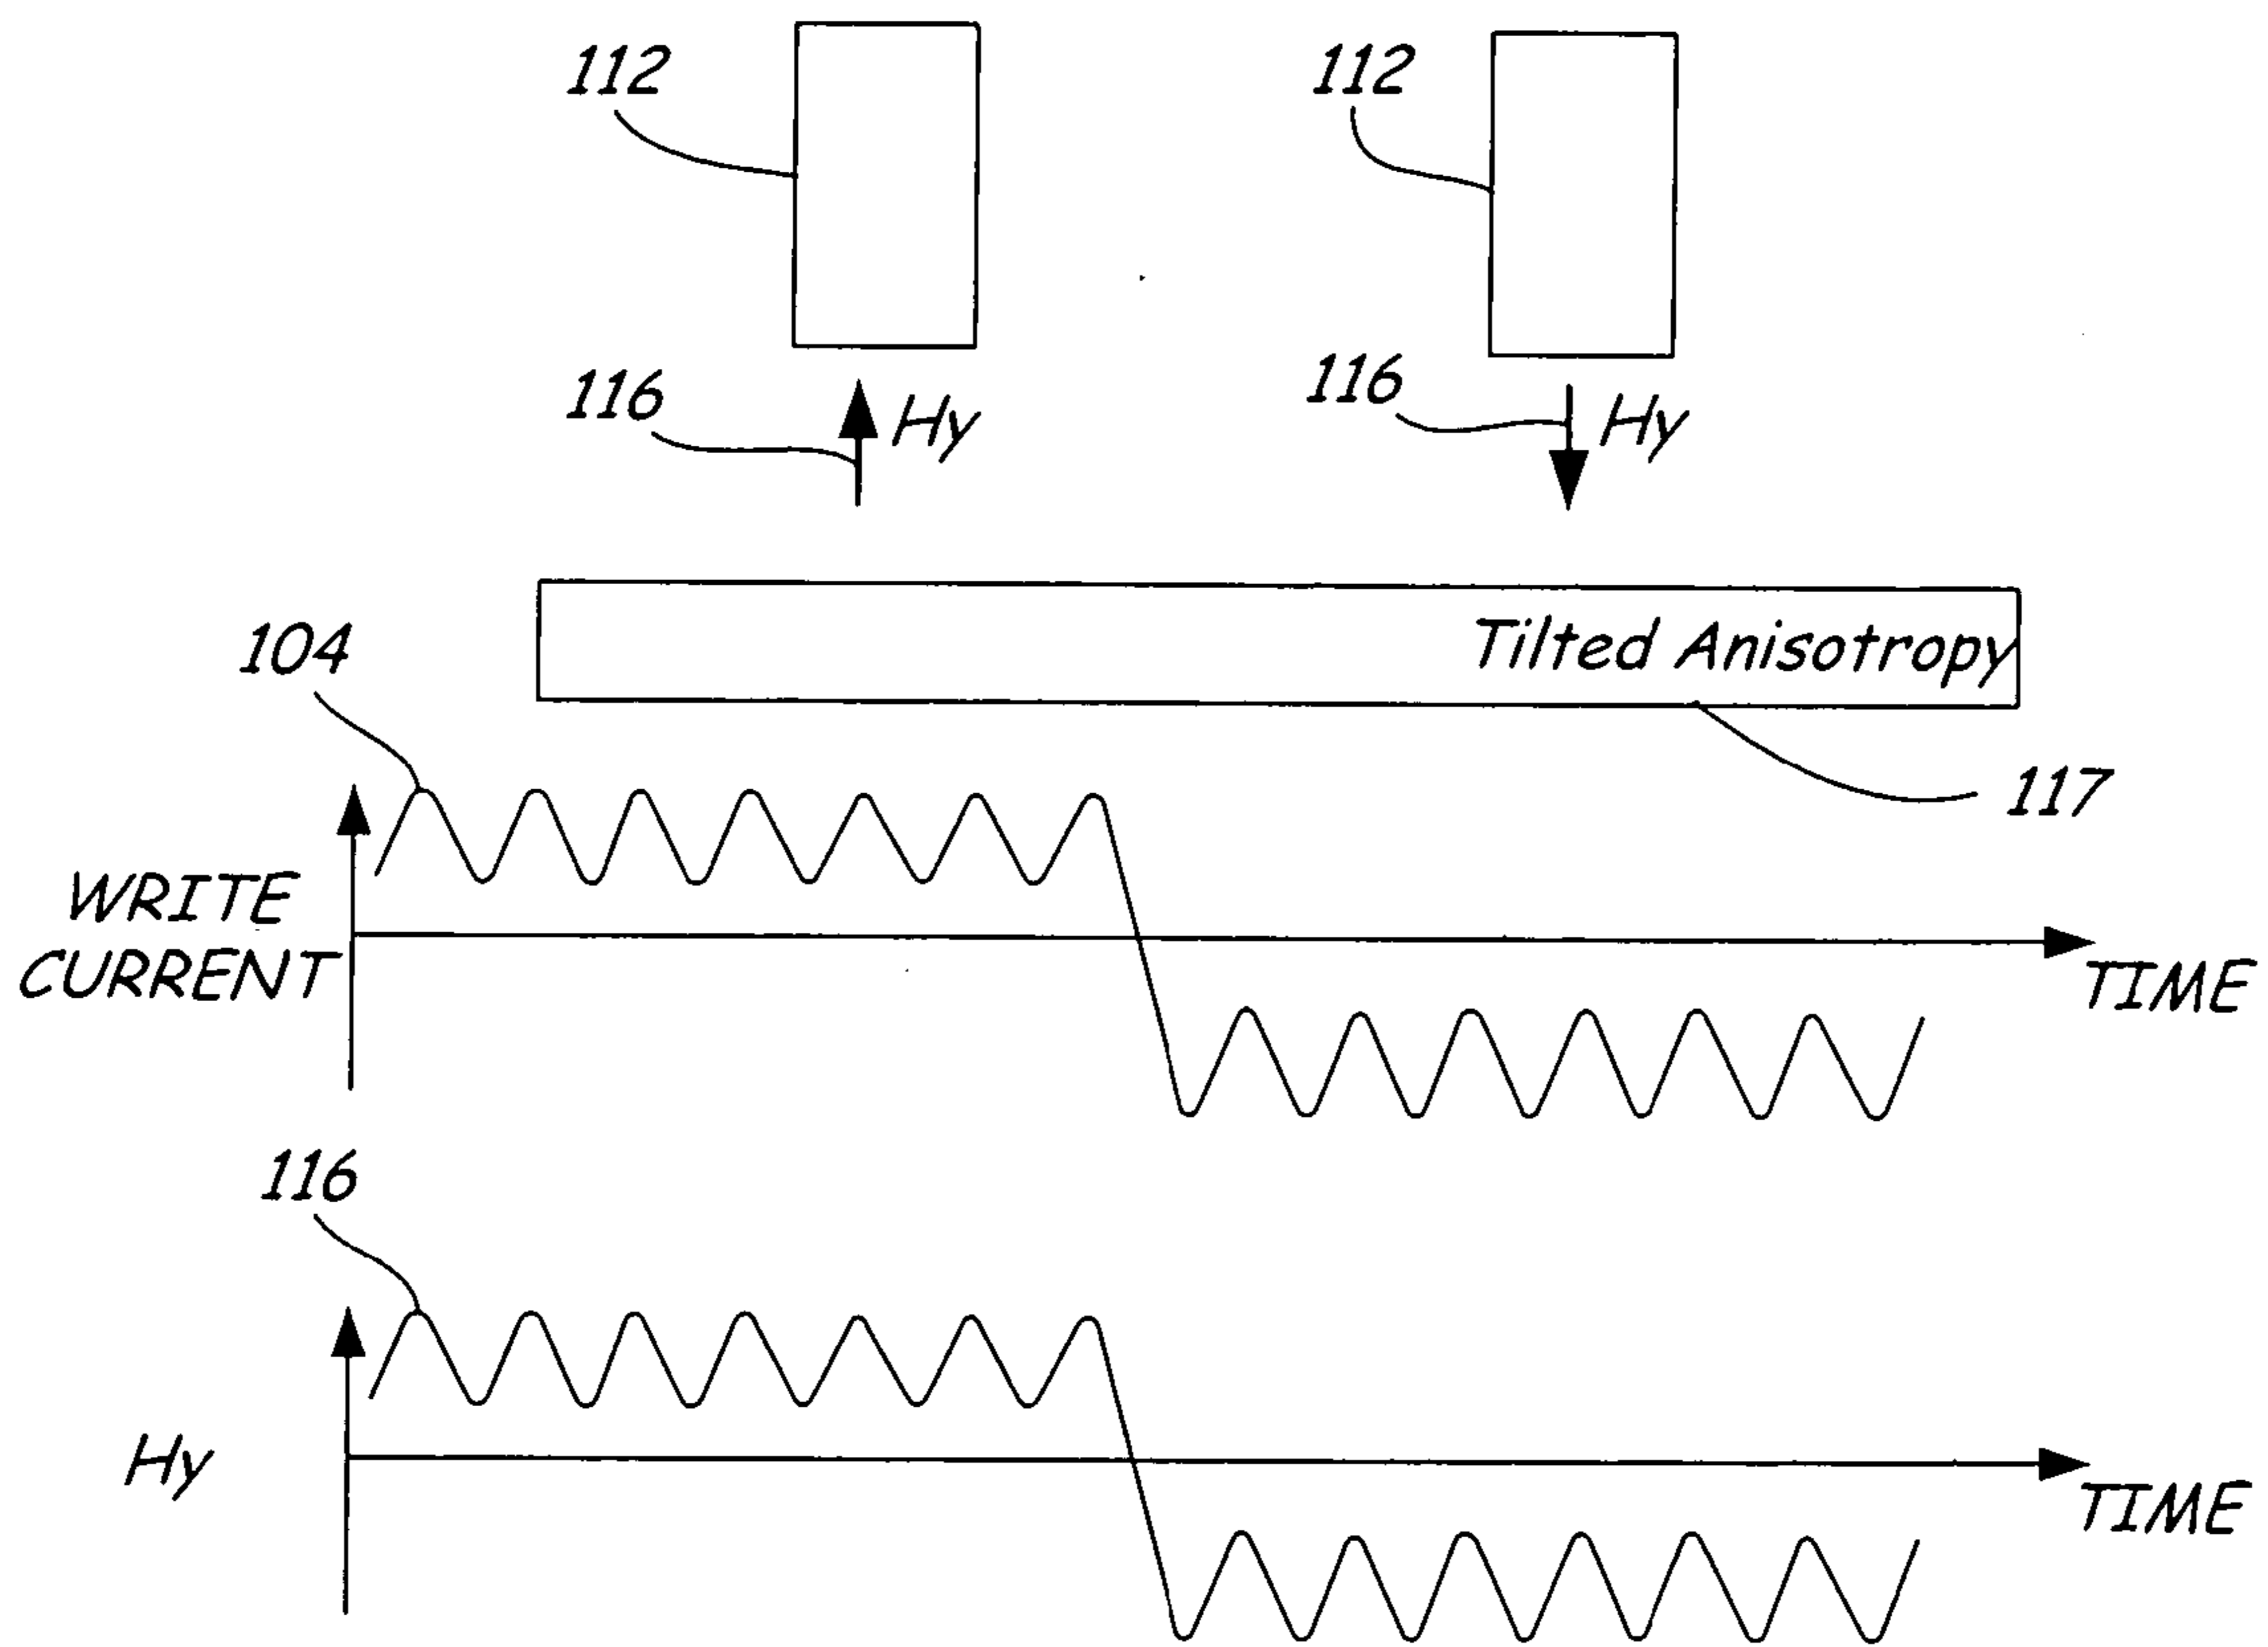 112
112
116
Hy
116
Hy
Tilted Anisotropy
104
117
WRITE
CURRENT
TIME
116
Hy
TIME